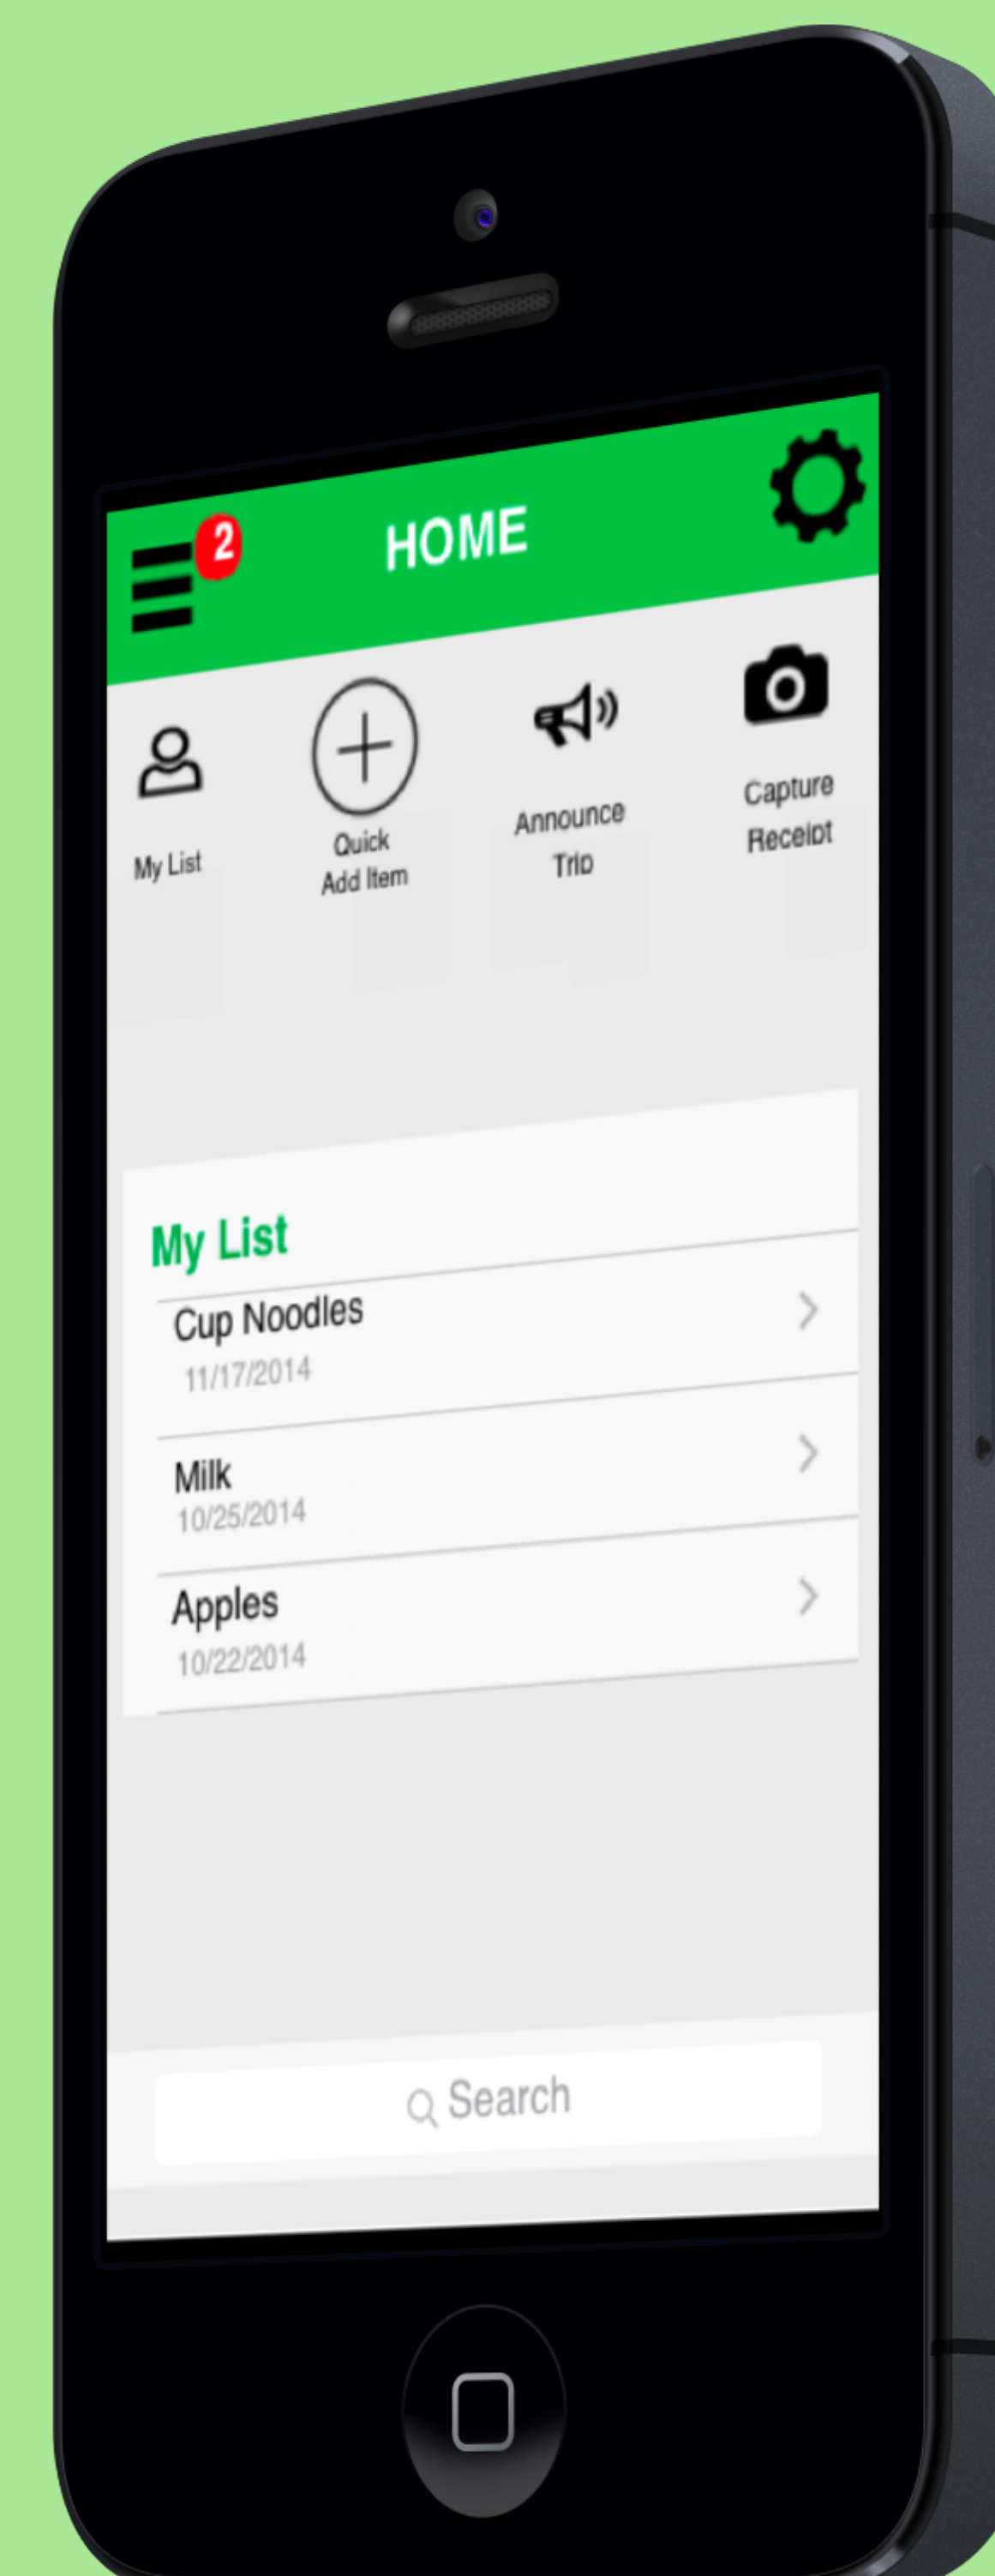 2
HOME
My List
Quick
Add Item
Announce
Trip
Capture
Receipt
My List
Cup Noodles
11/17/2014
Milk
10/25/2014
Apples
10/22/2014
Search